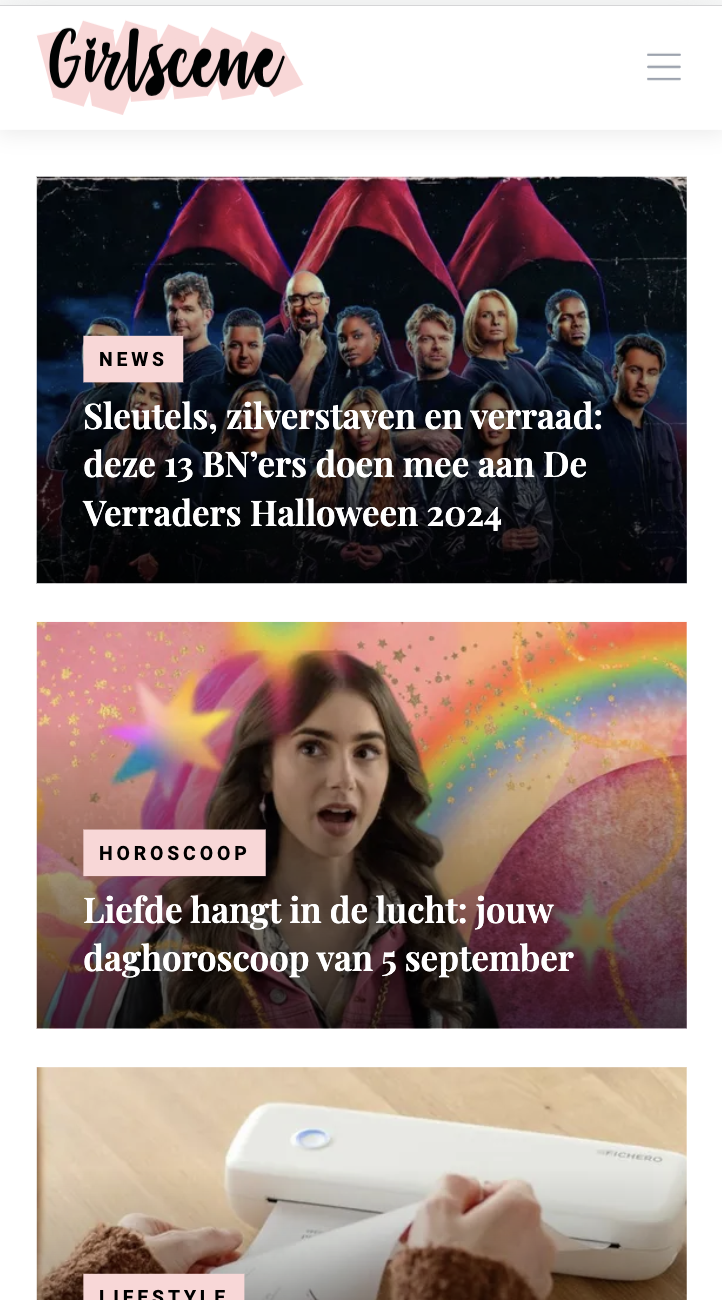 Girlscene
NEWS
Sleutels, zilverstaven en verraad:
deze 13 BN’ers doen mee aan De
Verraders Halloween 2024
HOROSCOOP
Liefde hangt in de lucht: jouw
daghoroscoop van 5 september
FICHERO
LIFESTYLE